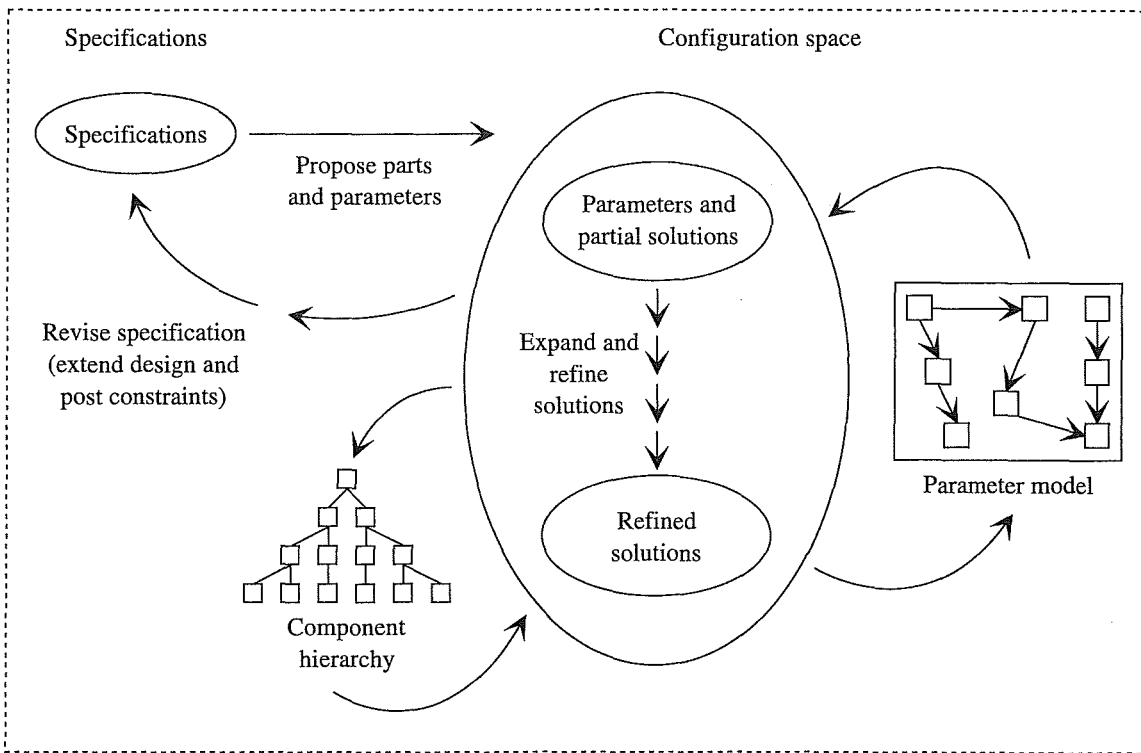 Specifications
Configuration space
Specifications
Propose parts
and parameters
Parameters and
partial solutions
Revise specification
(extend design and
post constraints)
Expand and
refine
solutions
Parameter model
Refined
solutions
Component
hierarchy